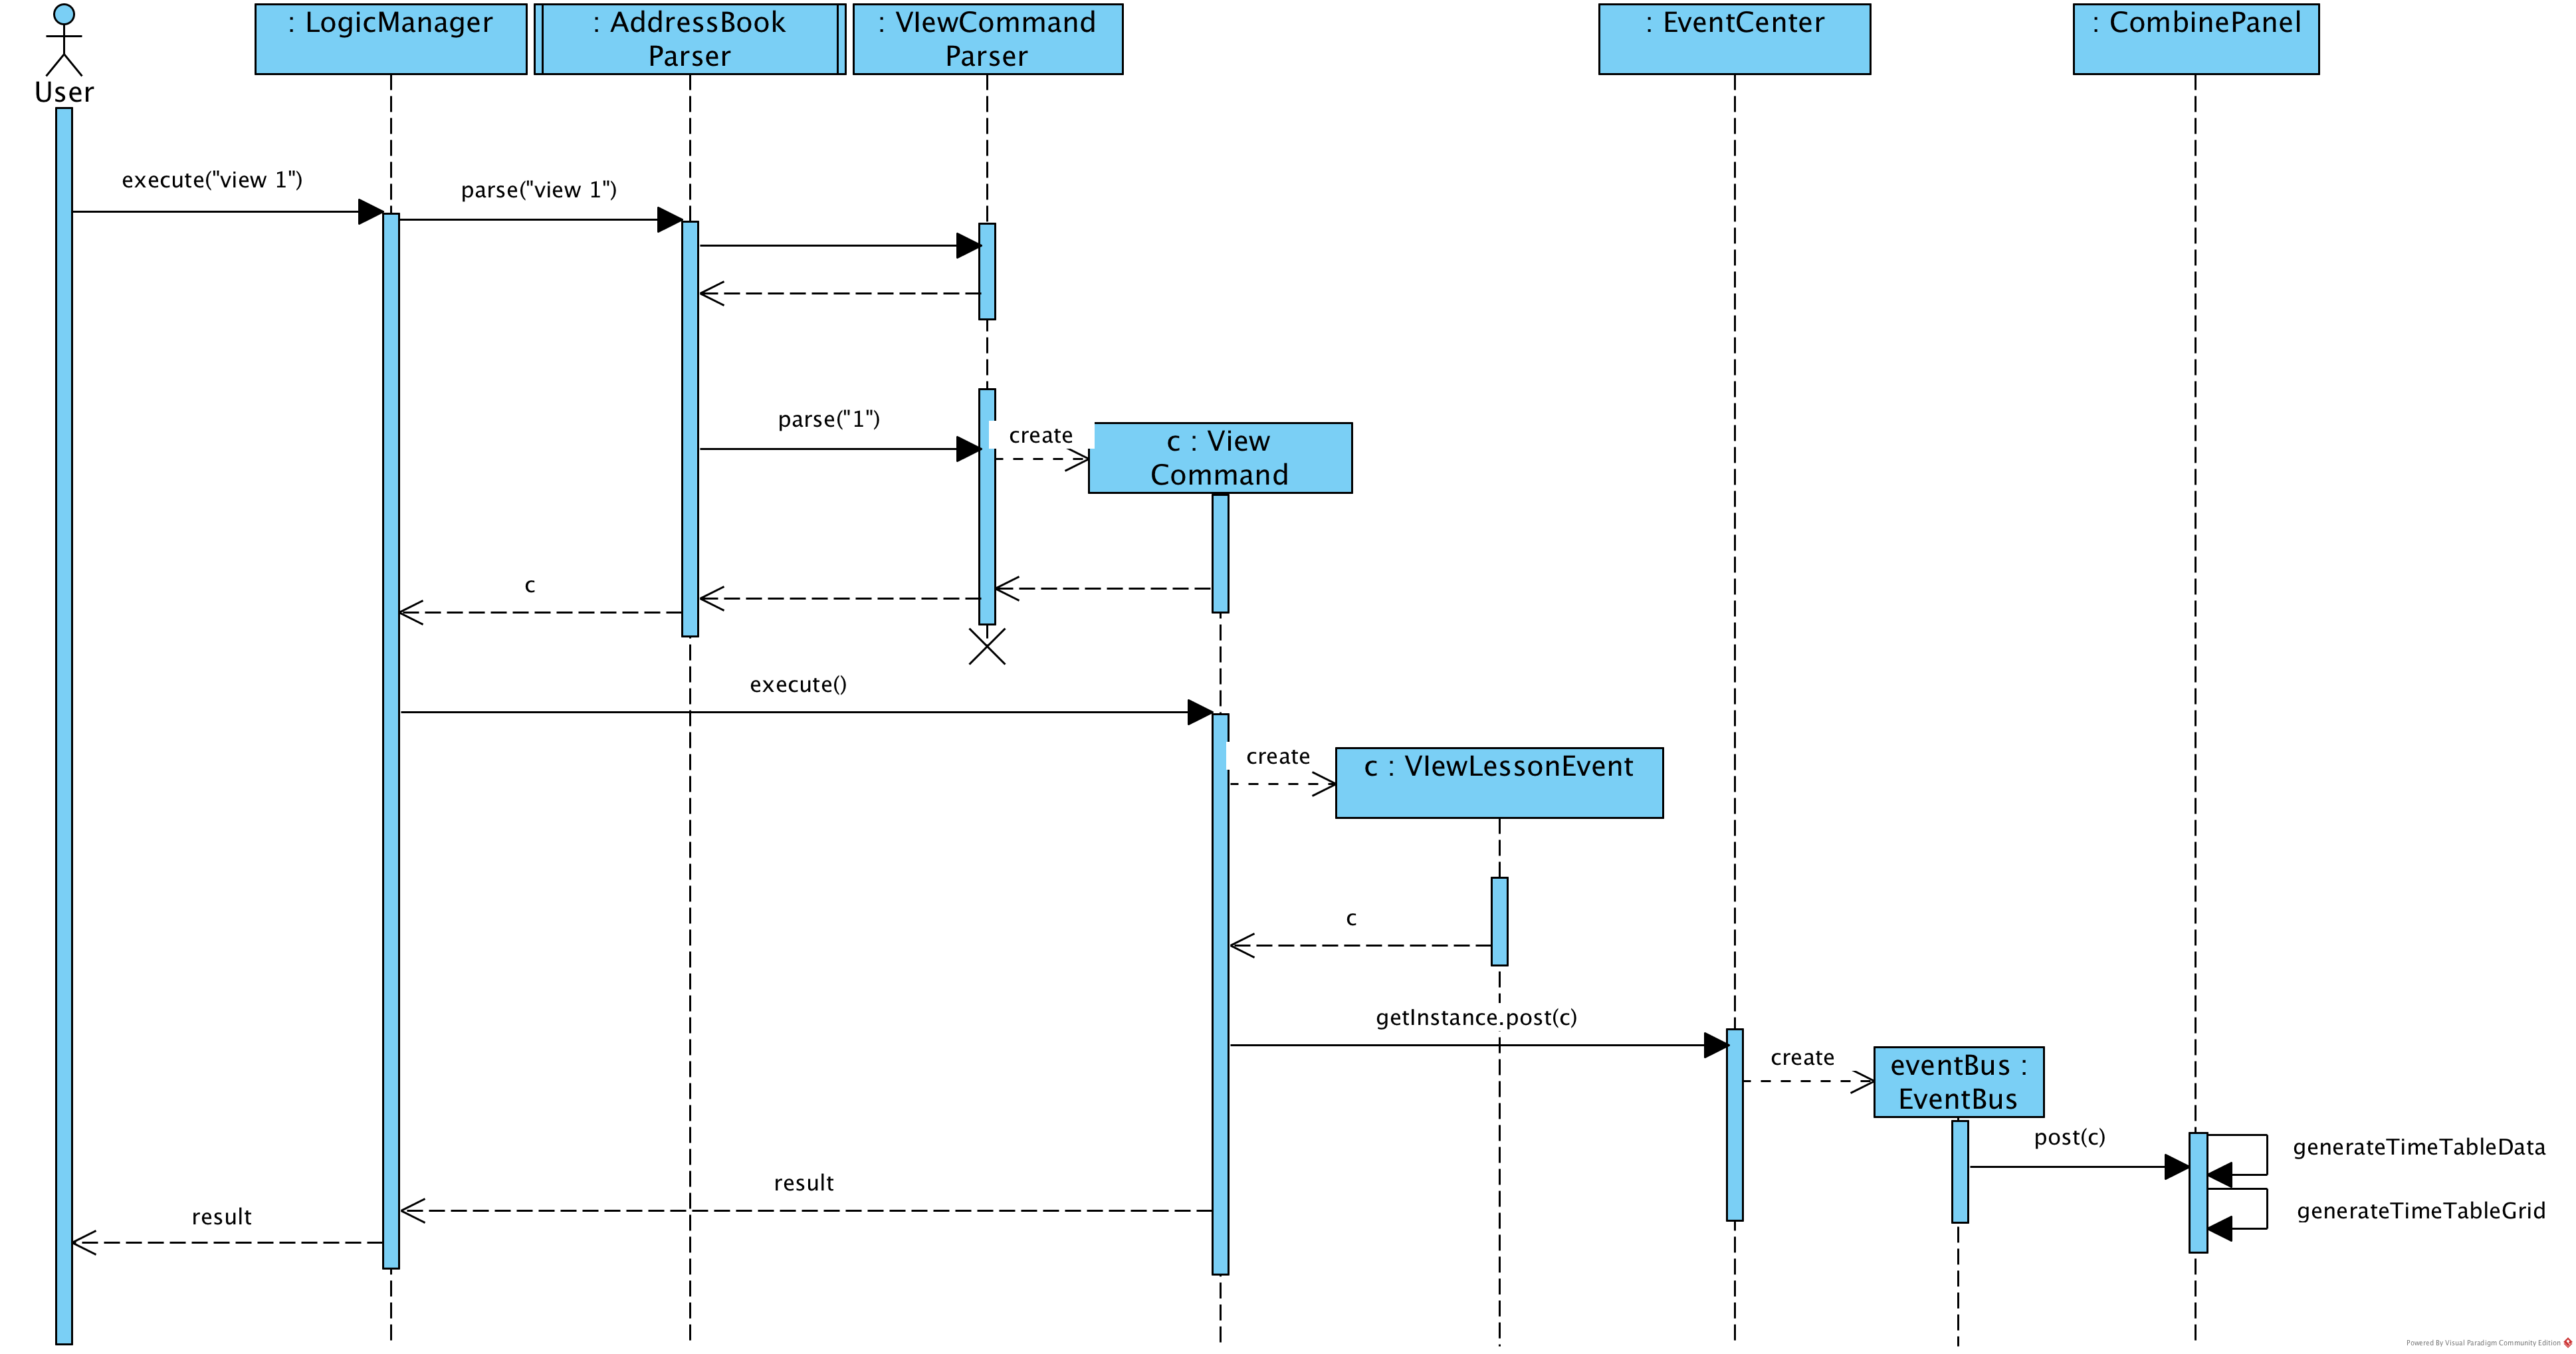 : LogicManager
: AddressBook
Parser
: VIewCommand
Parser
: EventCenter
: CombinePanel
User
execute("view 1")
parse("view 1")
parse("1")
create
c : View
Command
c
execute()
create
c : VIewLessonEvent
c
getInstance.post(c)
create
eventBus :
EventBus
post(c)
generateTimeTableData
result
generateTimeTableGrid
result
Powered By Visual Paradigm Community Edition